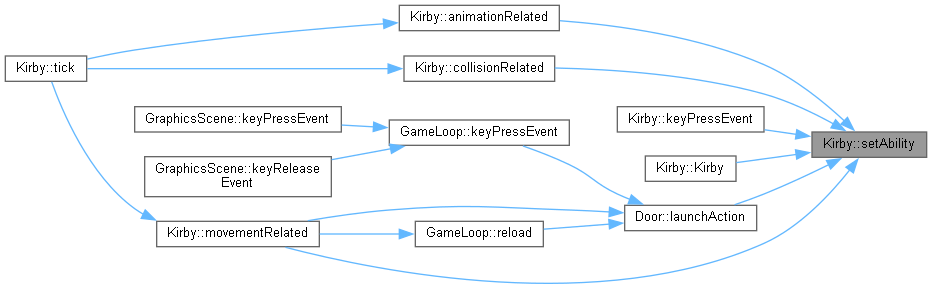 Kirby::animationRelated
Kirby::tick
Kirby::collisionRelated
GraphicsScene::keyPressEvent
GameLoop::keyPressEvent
Kirby::keyPressEvent
Kirby::setAbility
GraphicsScene::keyRelease
Event
Kirby::Kirby
Door::launchAction
Kirby::movementRelated
GameLoop::reload